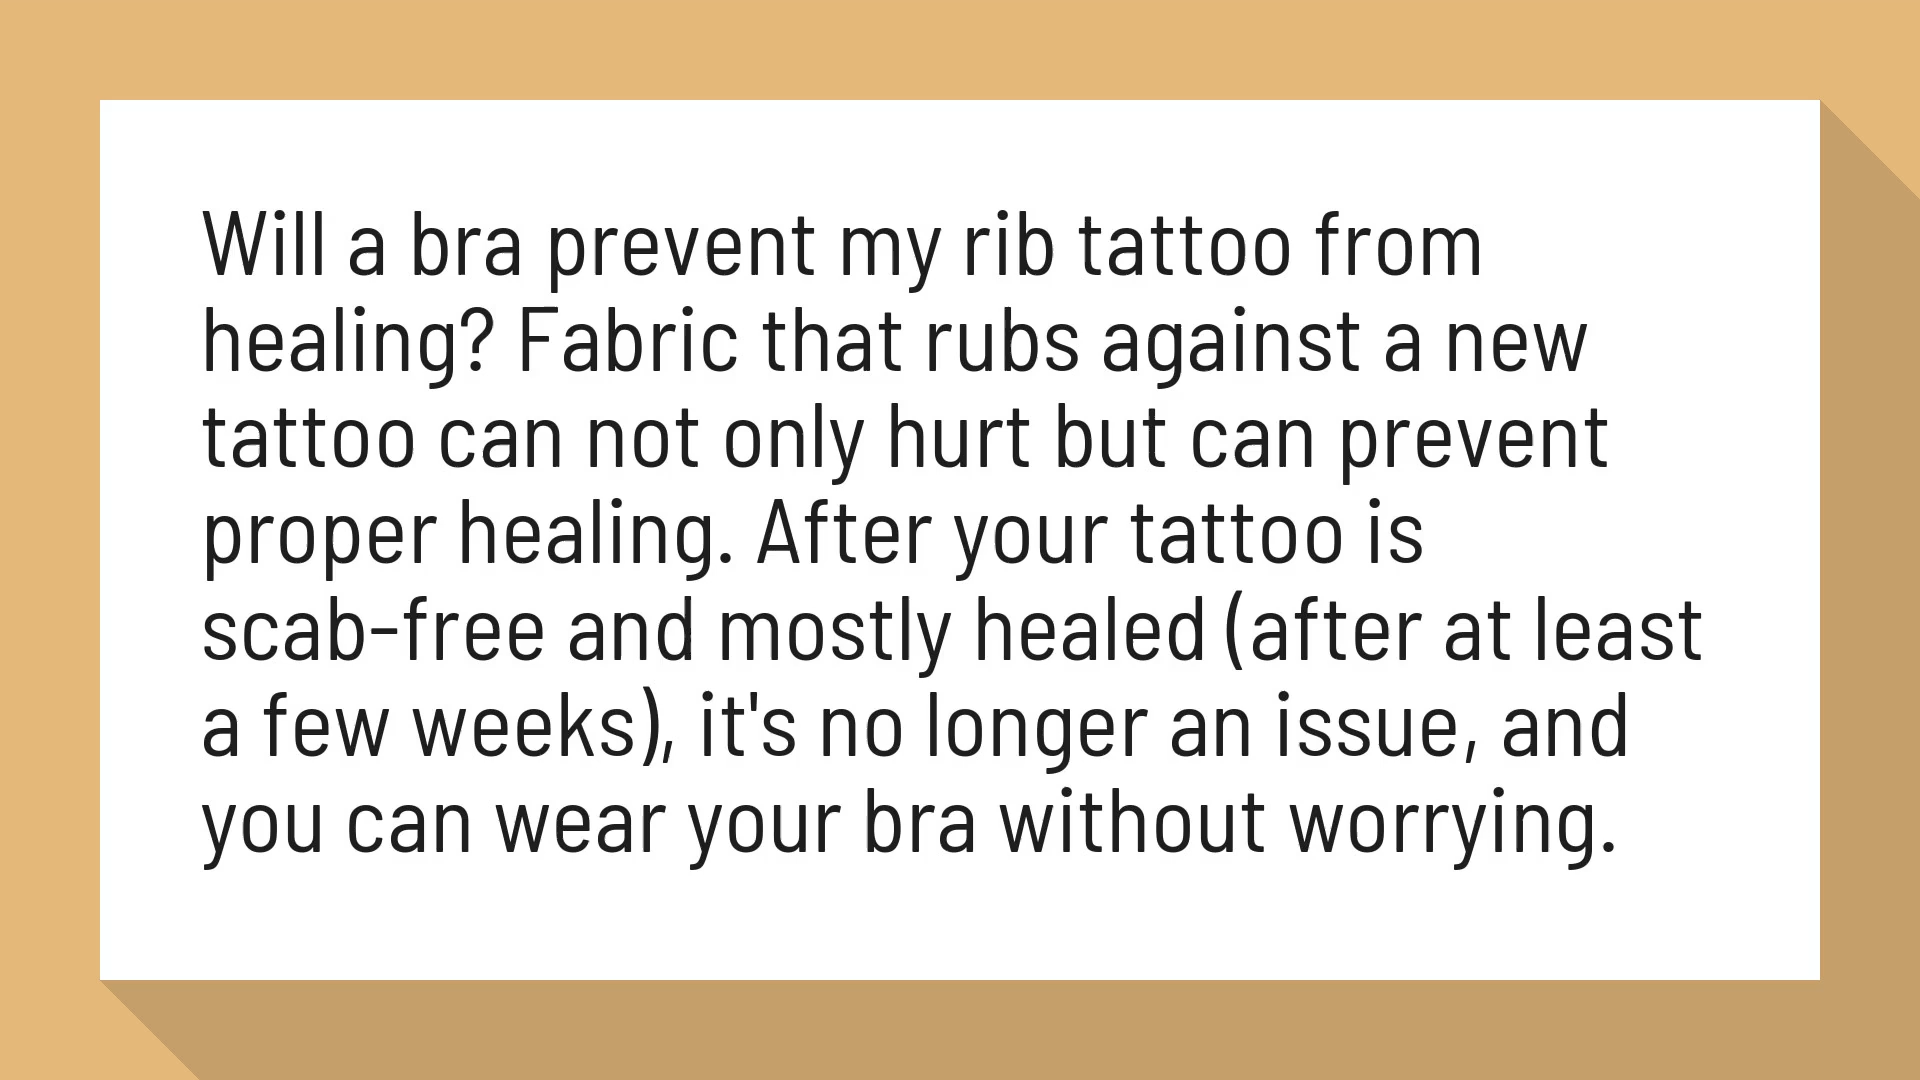 Will a bra prevent my rib tattoo from
healing? Fabric that rubs against a new
tattoo can not only hurt but can prevent
proper healing. After your tattoo is
scab-free and mostly healed (after at least
a few weeks), it's no longer an issue, and
you can wear your bra without worrying.